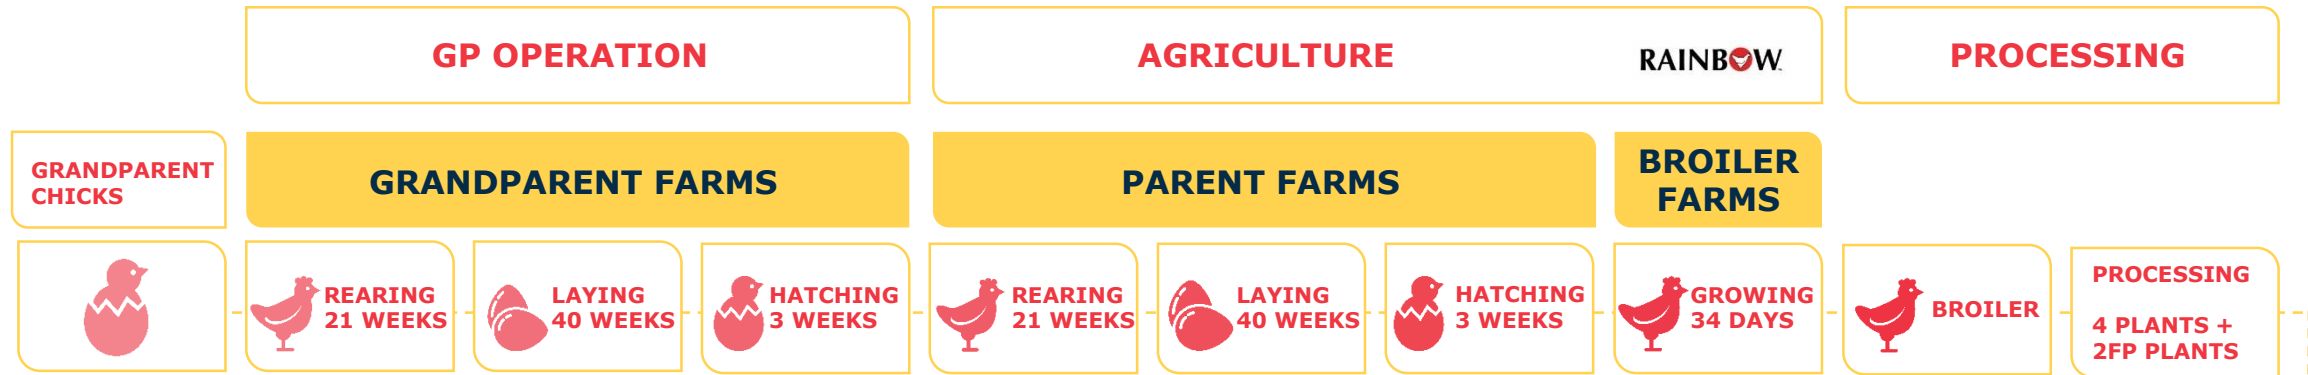 GP OPERATION
AGRICULTURE
RAINBOW
PROCESSING
GRANDPARENT
CHICKS
GRANDPARENT FARMS
PARENT FARMS
BROILER
FARMS
REARING
21 WEEKS
LAYING
40 WEEKS
HATCHING
3 WEEKS
REARING
21 WEEKS
LAYING
40 WEEKS
HATCHING
3 WEEKS
GROWING
34 DAYS
BROILER
PROCESSING
4 PLANTS +
2FP PLANTS